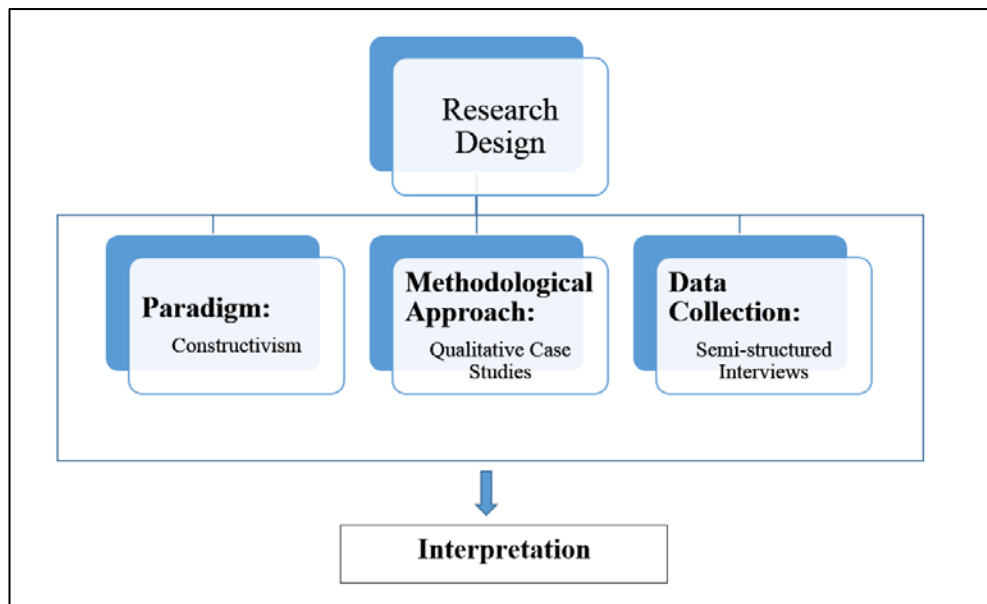 Research
Design
Paradigm:
Constructivism
Methodological
Approach:
Qualitative Case
Studies
Data
Collection:
Semi-structured
Interviews
Interpretation